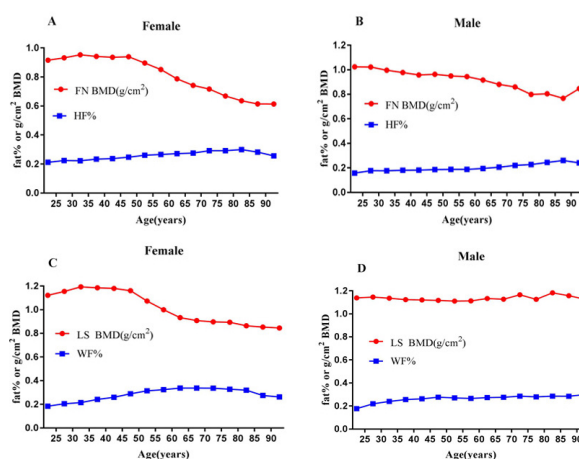 A
Female
fat% or g/cm² BMD
1.0
0.8
0.6
0.4
0.2
0.0
FN BMD(g/cm²)
HF%
25 30 35 40 45 50 55 60 65 70 75 80 85 90
Age(years)
B
Male
fat% or g/cm² BMD
1.2
1.0
0.8
0.6
0.4
0.2
0.0
FN BMD(g/cm²)
HF%
25 30 35 40 45 50 55 60 65 70 75 80 85 90
Age(years)
C
Female
fat% or g/cm² BMD
1.2
1.0
0.8
0.6
0.4
0.2
0.0
LS BMD(g/cm²)
WF%
25 30 35 40 45 50 55 60 65 70 75 80 85 90
Age(years)
D
Male
fat% or g/cm² BMD
1.2
1.0
0.8
0.6
0.4
0.2
0.0
LS BMD(g/cm²)
WF%
25 30 35 40 45 50 55 60 65 70 75 80 85 90
Age(years)